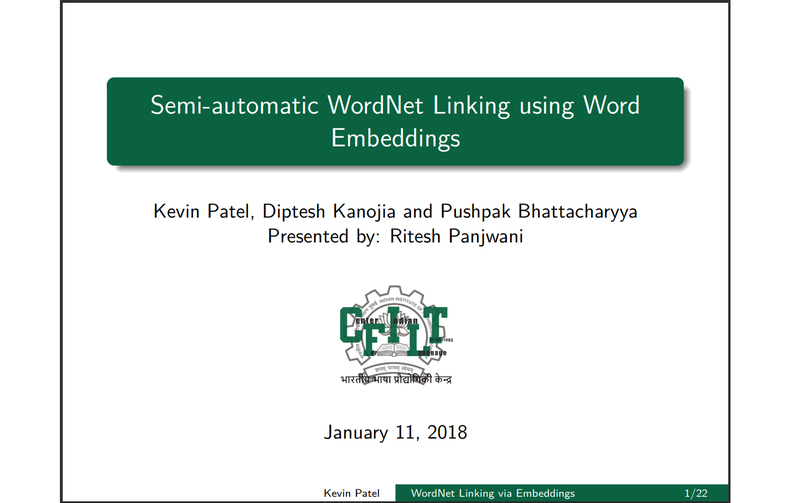 Semi-automatic WordNet Linking using Word
Embeddings
Kevin Patel, Diptesh Kanojia and Pushpak Bhattacharyya
Presented by: Ritesh Panjwani
CFILT
भारतीय भाषा प्रौद्योगिकी केन्द्र
January 11, 2018
Kevin Patel
WordNet Linking via Embeddings
1/22